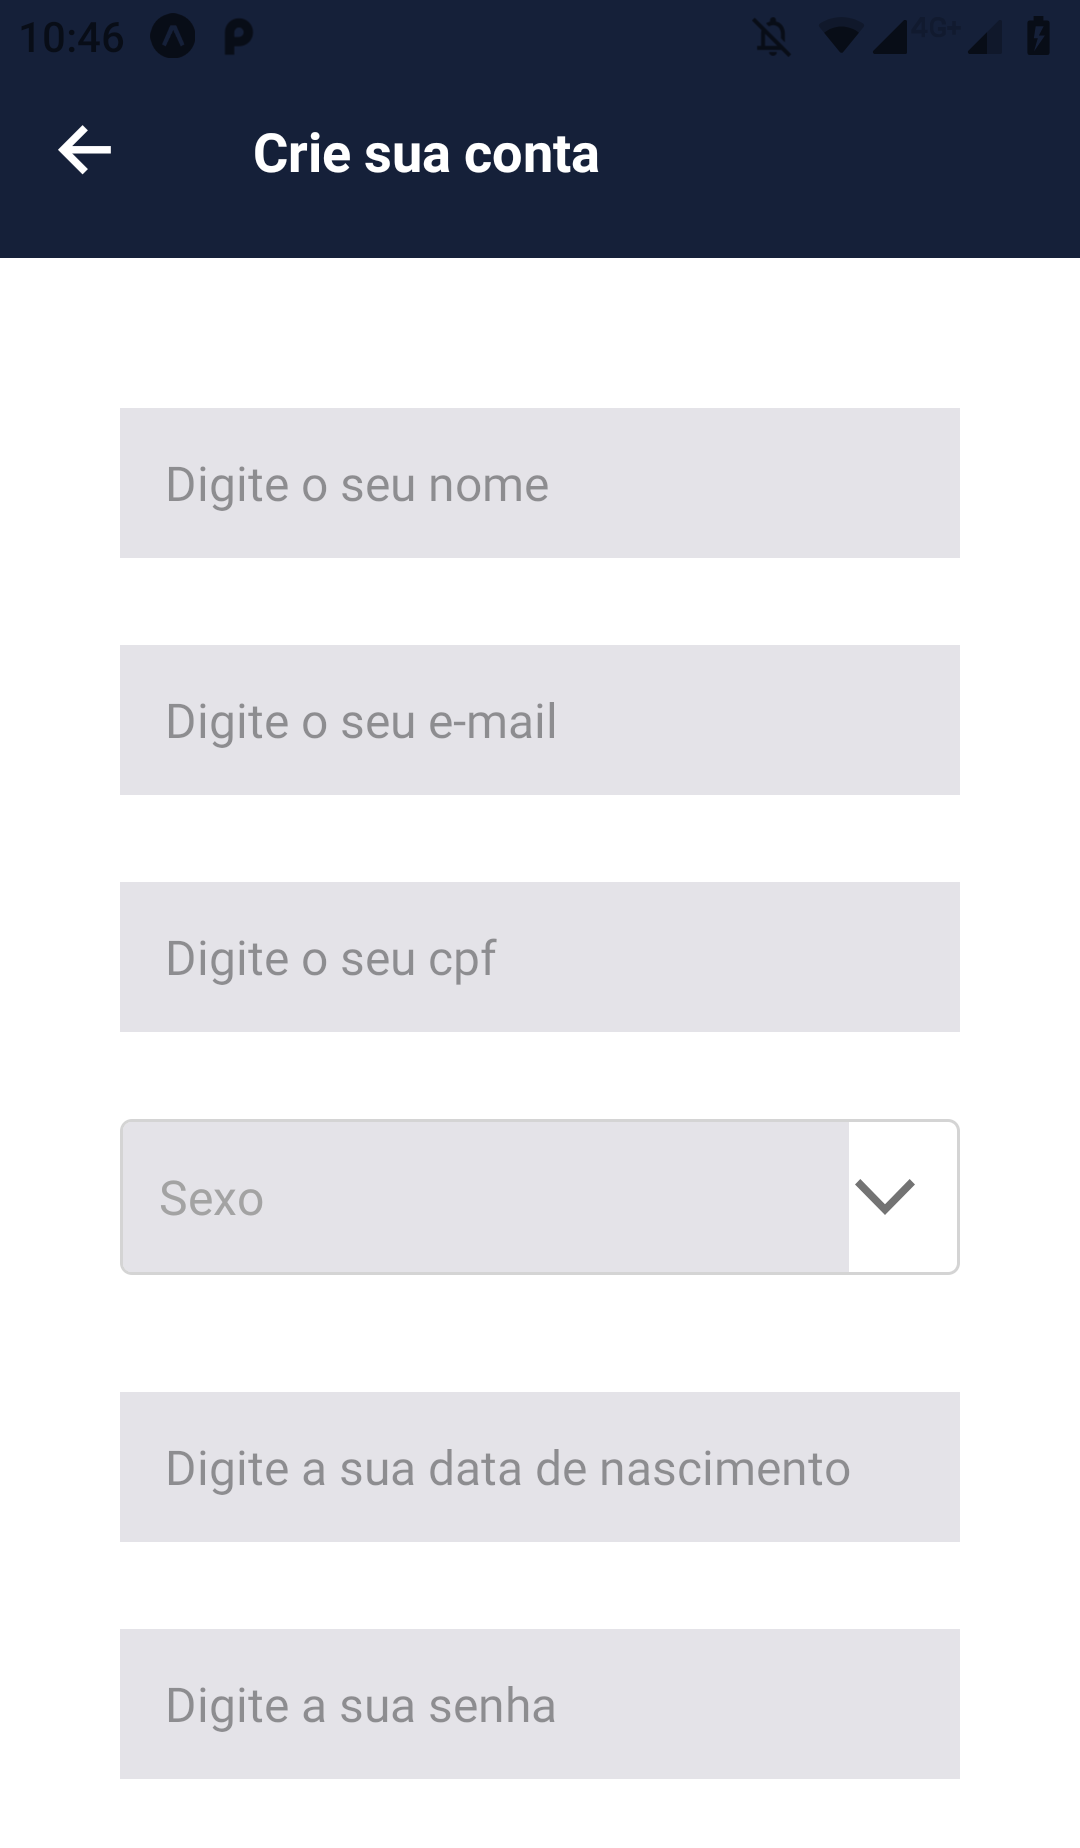 10:46
4G+
Crie sua conta
Digite o seu nome
Digite o seu e-mail
Digite o seu cpf
Sexo
Digite a sua data de nascimento
Digite a sua senha